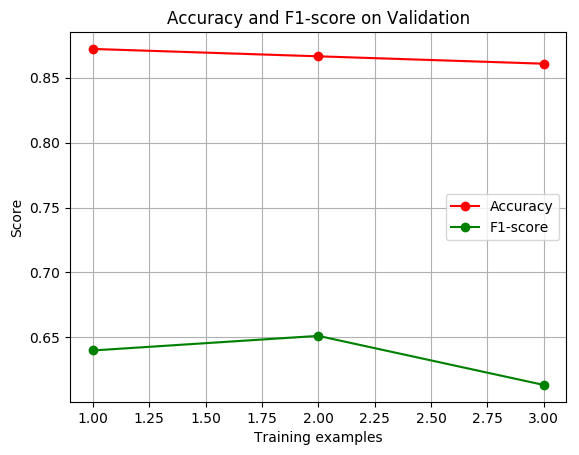 Accuracy and F1-score on Validation
Score
0.85
0.80
0.75
0.70
0.65
Accuracy
F1-score
1.00 1.25 1.50 1.75 2.00 2.25 2.50 2.75 3.00
Training examples